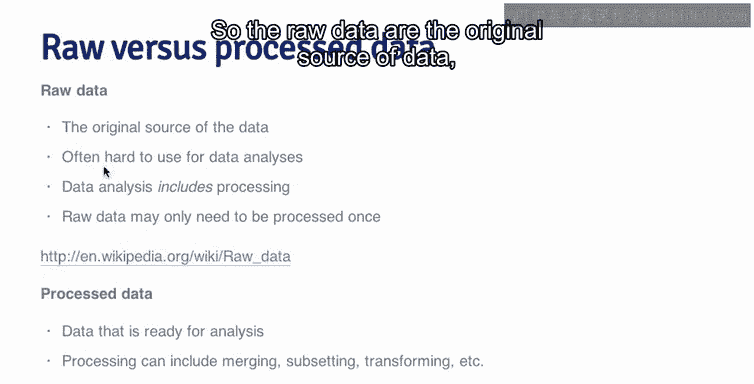 So the raw data are the original
source of data,
Raw versus processed data
Raw data
· The original source of the data
· Often hard to use for data analyses
· Data analysis includes processing
· Raw data may only need to be processed once
http://en.wikipedia.org/wiki/Raw_data
Processed data
· Data that is ready for analysis
· Processing can include merging, subsetting, transforming, etc.